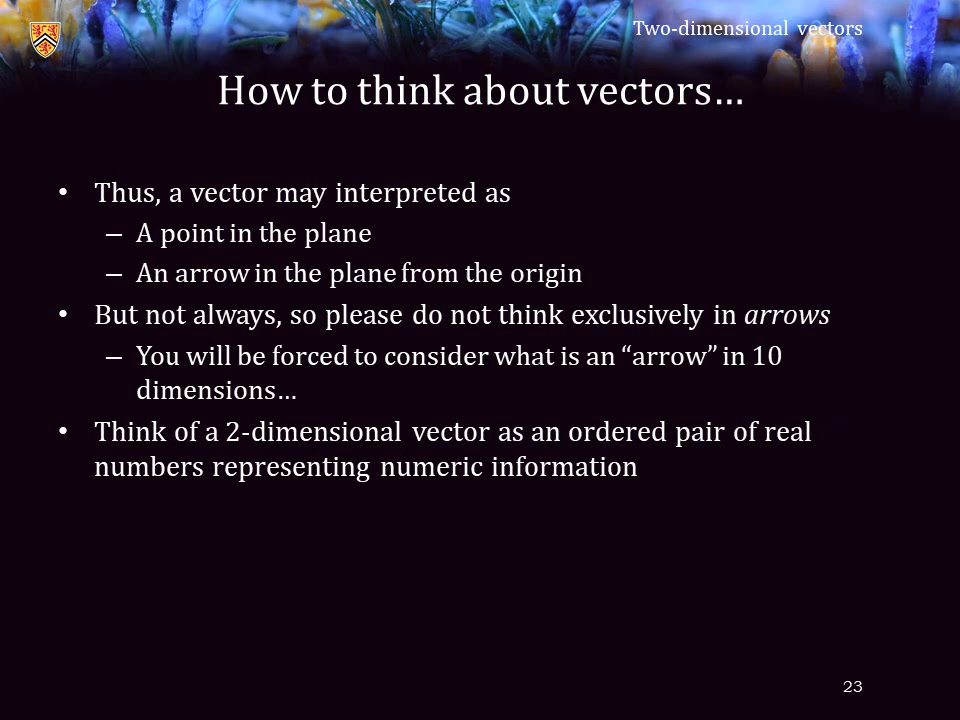 Two-dimensional vectors
How to think about vectors…
• Thus, a vector may interpreted as
– A point in the plane
– An arrow in the plane from the origin
• But not always, so please do not think exclusively in arrows
– You will be forced to consider what is an “arrow” in 10
dimensions…
• Think of a 2-dimensional vector as an ordered pair of real
numbers representing numeric information
23